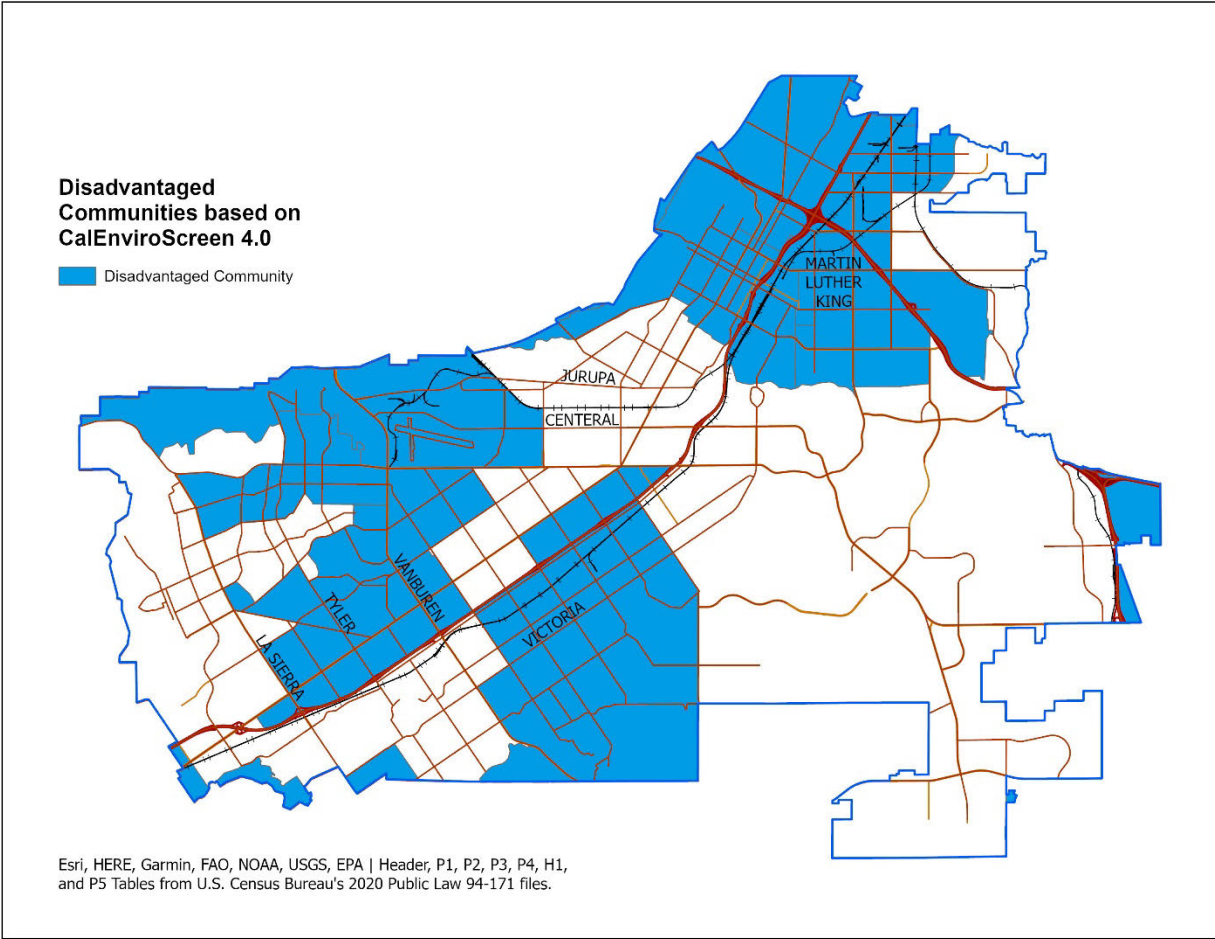 Disadvantaged
Communities based on
CalEnviroScreen 4.0
Disadvantaged Community
MARTIN
LUTHER
KING
JURUPA
CENTERAL
VANBUREN
TYLER
VICTORIA
LA SIERRA
Esri, HERE, Garmin, FAO, NOAA, USGS, EPA | Header, P1, P2, P3, P4, H1,
and P5 Tables from U.S. Census Bureau's 2020 Public Law 94-171 files.